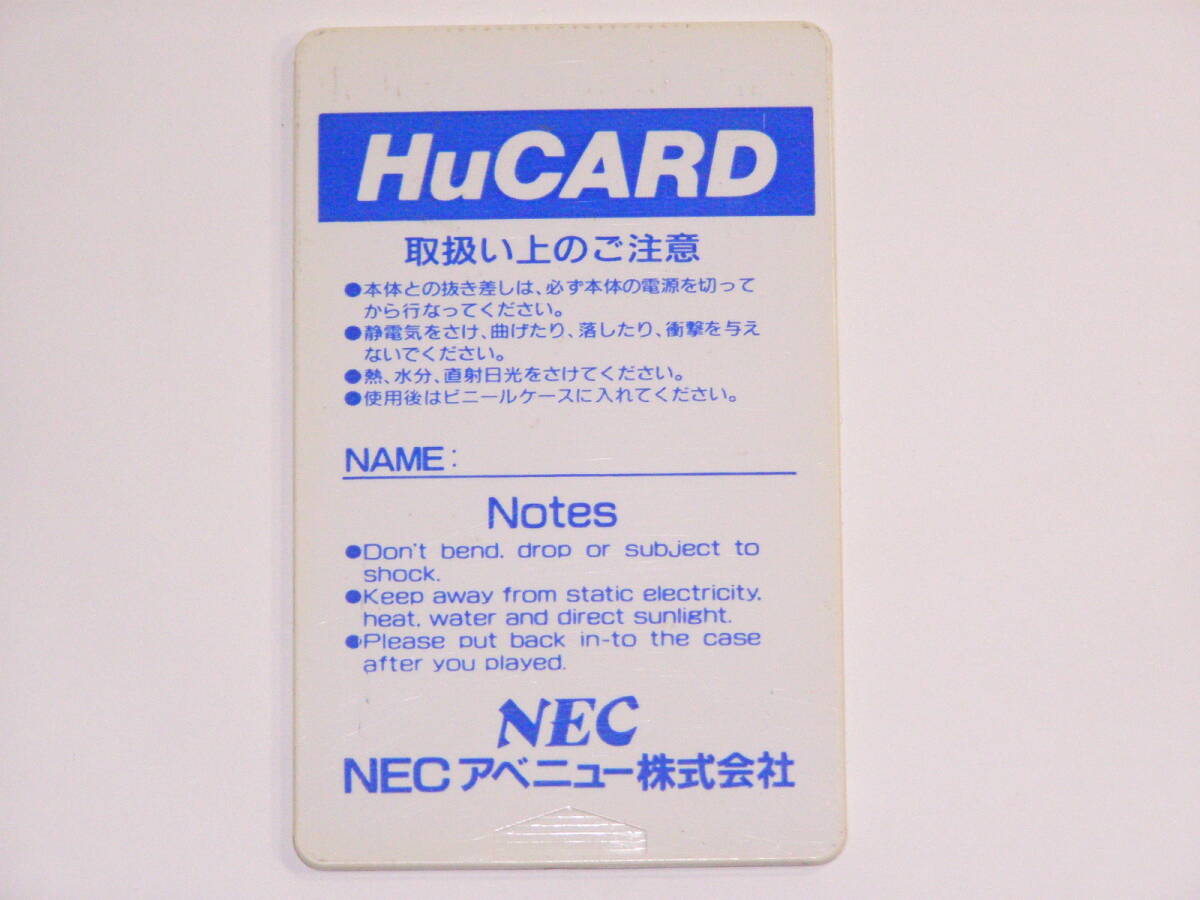 HuCARD
取扱い上のご注意
●本体との抜き差しは、必ず本体の電源を切って
から行なってください。
●静電気をさけ、曲げたり、落したり、衝撃を与え
ないでください。
●熱、水分、直射日光をさけてください。
●使用後はビニールケースに入れてください。
NAME:
Notes
●Don't bend, drop or subject to
shock.
●Keep away from static electricity,
heat, water and direct sunlight.
●Please put back in-to the case
after you played.
NEC
NECアベニュー株式会社